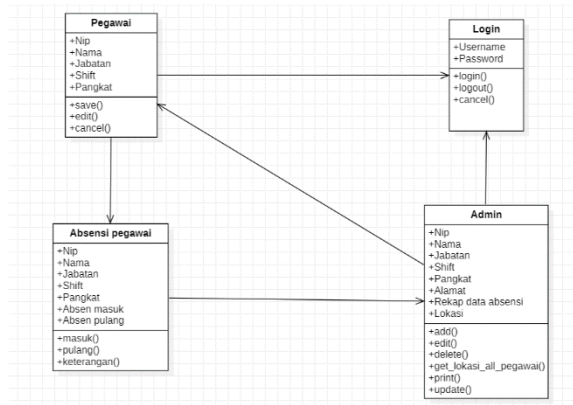 Pegawai
+Nip
+Nama
+Jabatan
+Shift
+Pangkat
+save()
+edit()
+cancel()
Login
+Username
+Password
+login()
+logout()
+cancel()
Absensi pegawai
+Nip
+Nama
+Jabatan
+Shift
+Pangkat
+Absen masuk
+Absen pulang
+masuk()
+pulang()
+keterangan()
Admin
+Nip
+Nama
+Jabatan
+Shift
+Pangkat
+Alamat
+Rekap data absensi
+Lokasi
+add()
+edit()
+delete()
+get_lokasi_all_pegawai()
+print()
+update()